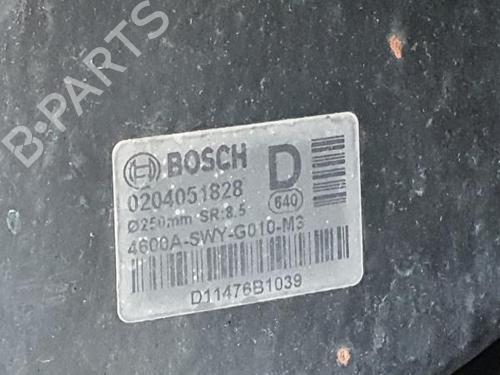 B-PARTS
BOSCH D
0204051828
640
Ø250mm SR:8,5
4600A-SWY-G010-M3
D11476B1039